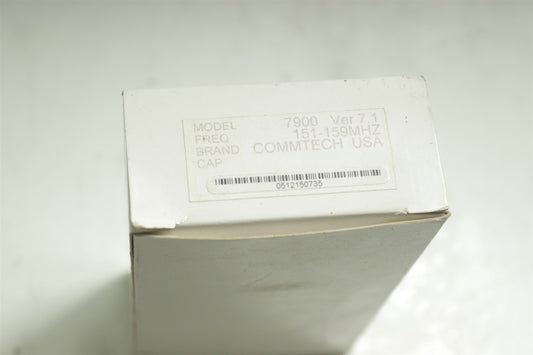 MODEL 7900 Ver 7.1
FREQ 151-159MHZ
BRAND COMMTECH USA
CAP
0512150735